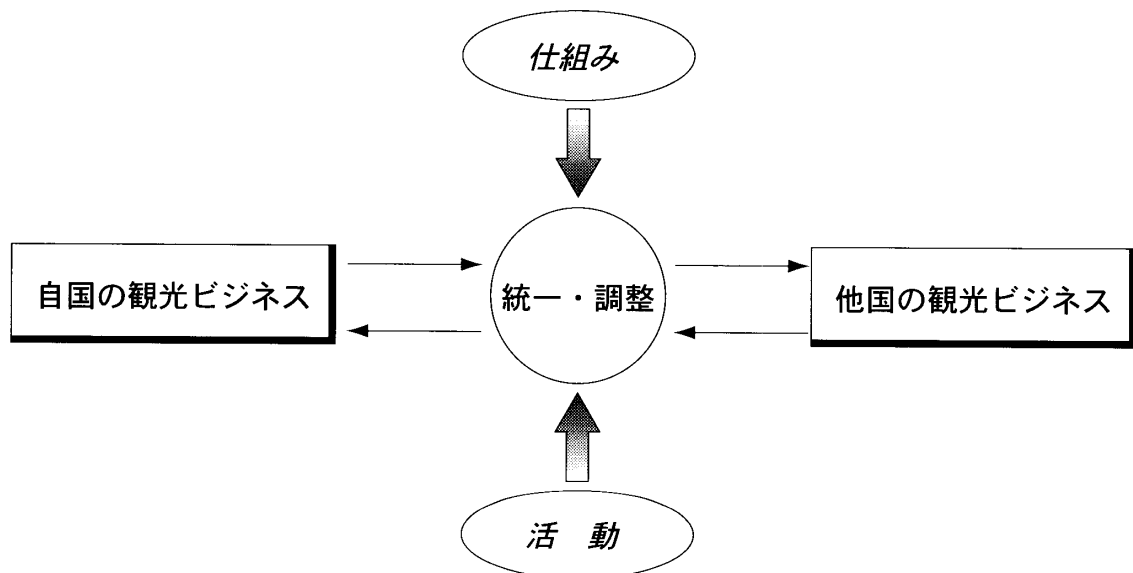 仕組み
自国の観光ビジネス
統一・調整
他国の観光ビジネス
活　動